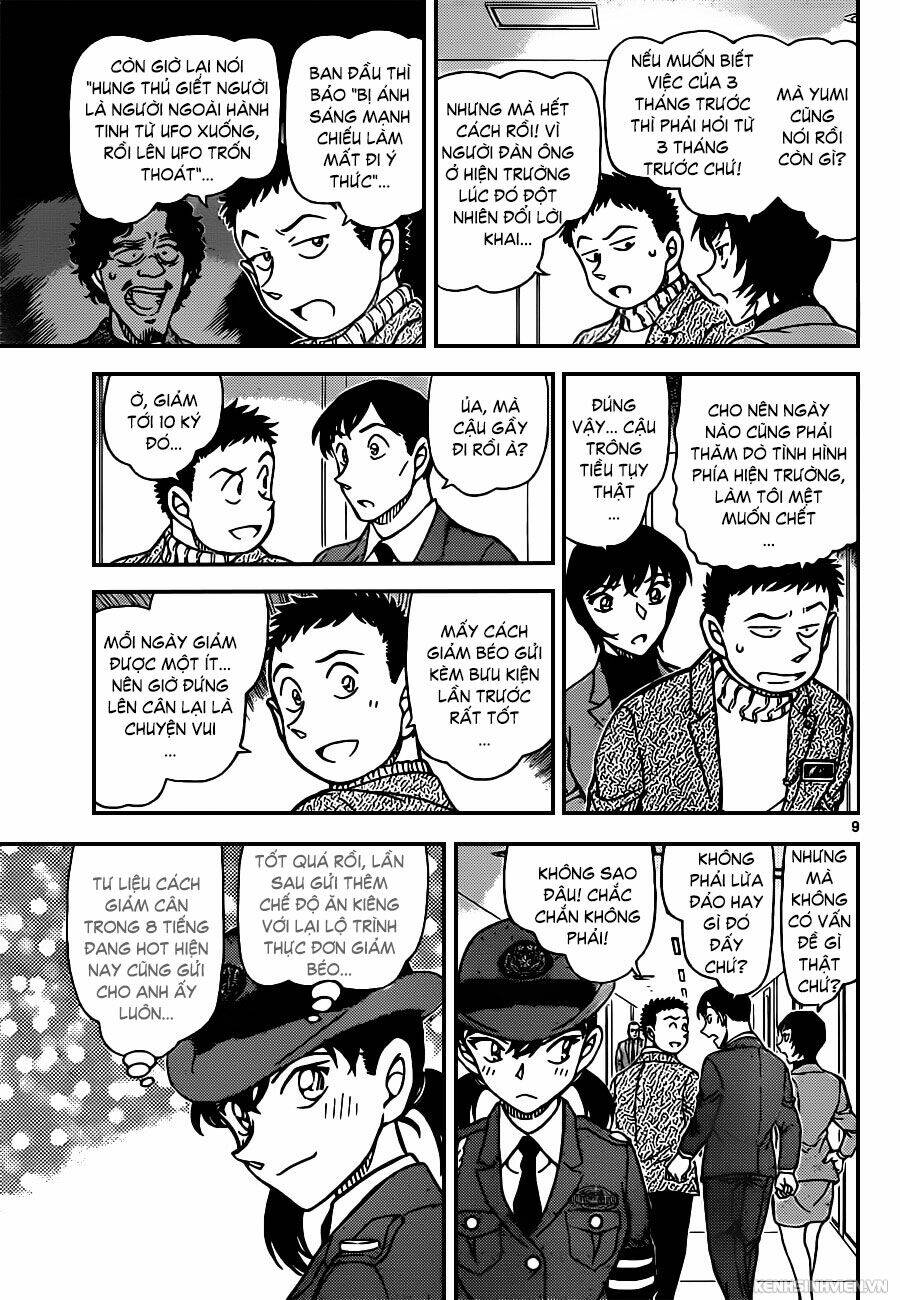 MÀ YUMI
CŨNG
NÓI RỒI
CÒN GÌ?
NẾU MUỐN BIẾT
VIỆC CỦA 3
THÁNG TRƯỚC
THÌ PHẢI HỎI TỪ
3 THÁNG
TRƯỚC CHỨ!
NHƯNG MÀ HẾT
CÁCH RỒI! VÌ
NGƯỜI ĐÀN ÔNG
Ở HIỆN TRƯỜNG
LÚC ĐÓ ĐỘT
NHIÊN ĐỔI LỜI
KHAI...
BAN ĐẦU THÌ
BẢO "BỊ ÁNH
SÁNG MẠNH
CHIẾU LÀM
MẤT ĐI Ý
THỨC"...
CÒN GIỜ LẠI NÓI
"HUNG THỦ GIẾT NGƯỜI
LÀ NGƯỜI NGOÀI HÀNH
TINH TỪ UFO XUỐNG,
RỒI LÊN UFO TRỐN
THOÁT"...
CHO NÊN NGÀY
NÀO CŨNG PHẢI
THĂM DÒ TÌNH HÌNH
PHÍA HIỆN TRƯỜNG,
LÀM TÔI MỆT
MUỐN CHẾT
...
ĐÚNG
VẬY... CẬU
TRÔNG
TIỀU TỤY
THẬT
...
ỦA, MÀ
CẬU GẦY
ĐI RỒI À?
Ờ, GIẢM
TỚI 10 KÝ
ĐÓ...
MẤY CÁCH
GIẢM BÉO GỬI
KÈM BƯU KIỆN
LẦN TRƯỚC
RẤT TỐT
...
MỖI NGÀY GIẢM
ĐƯỢC MỘT ÍT...
NÊN GIỜ ĐỨNG
LÊN CÂN LẠI LÀ
CHUYỆN VUI
...
9
NHƯNG
MÀ
KHÔNG
CÓ VẤN
ĐỀ GÌ
THẬT
CHỨ?
KHÔNG
PHẢI LỪA
ĐẢO HAY
GÌ ĐÓ
ĐẤY
CHỨ?
KHÔNG SAO
ĐÂU! CHẮC
CHẮN KHÔNG
PHẢI!
TỐT QUÁ RỒI, LẦN
SAU GỬI THÊM
CHẾ ĐỘ ĂN KIÊNG
VỚI LẠI LỘ TRÌNH
THỰC ĐƠN GIẢM
BÉO...
TƯ LIỆU CÁCH
GIẢM CÂN
TRONG 8 TIẾNG
ĐANG HOT HIỆN
NAY CŨNG GỬI
CHO ANH ẤY
LUÔN...
KENHSINHVIEN.VN